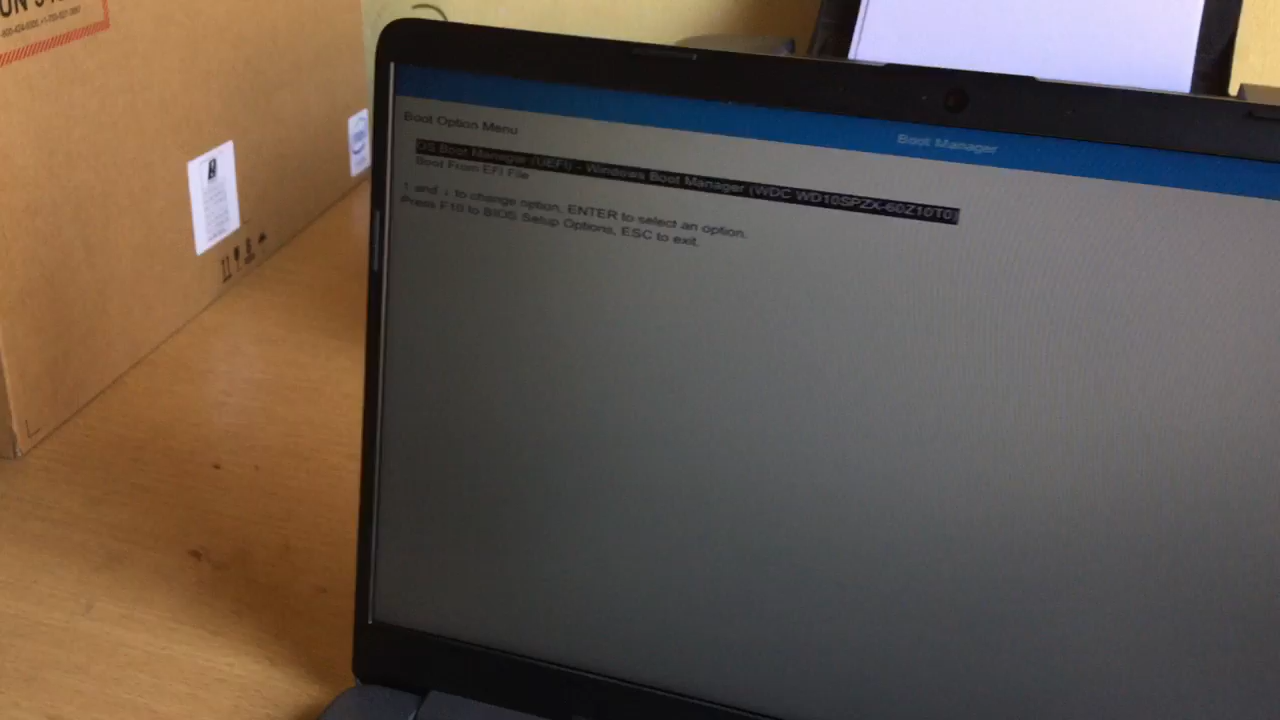 Boot Manager
Boot Option Menu
OS Boot Manager (UEFI) - Windows Boot Manager (WDC WD10SPZX-60Z10T0)
Boot From EFI File
↑ and ↓ to change option, ENTER to select an option.
Press F10 to BIOS Setup Options, ESC to exit.